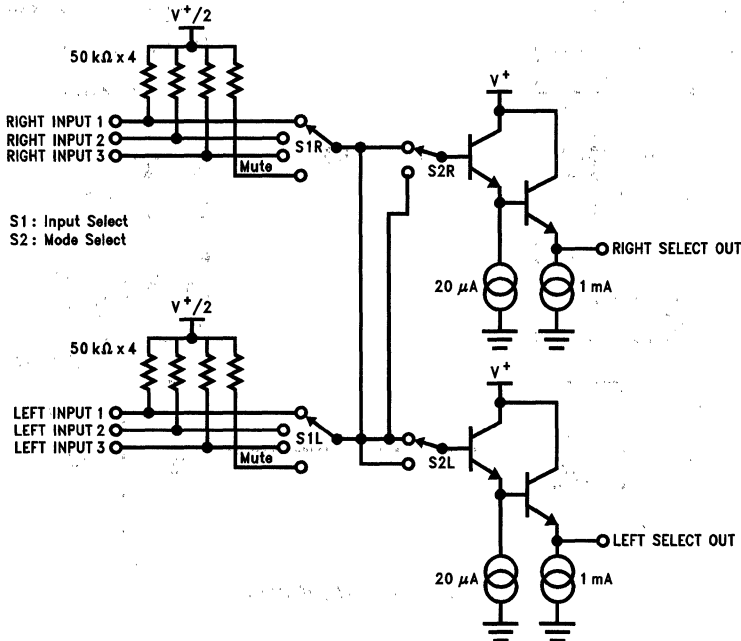 V+/2
50 kΩ x 4
RIGHT INPUT 1
RIGHT INPUT 2
RIGHT INPUT 3
Mute
S1R
S2R
V+
S1: Input Select
S2: Mode Select
20 μA
1 mA
RIGHT SELECT OUT
V+/2
50 kΩ x 4
LEFT INPUT 1
LEFT INPUT 2
LEFT INPUT 3
Mute
S1L
S2L
V+
20 μA
1 mA
LEFT SELECT OUT